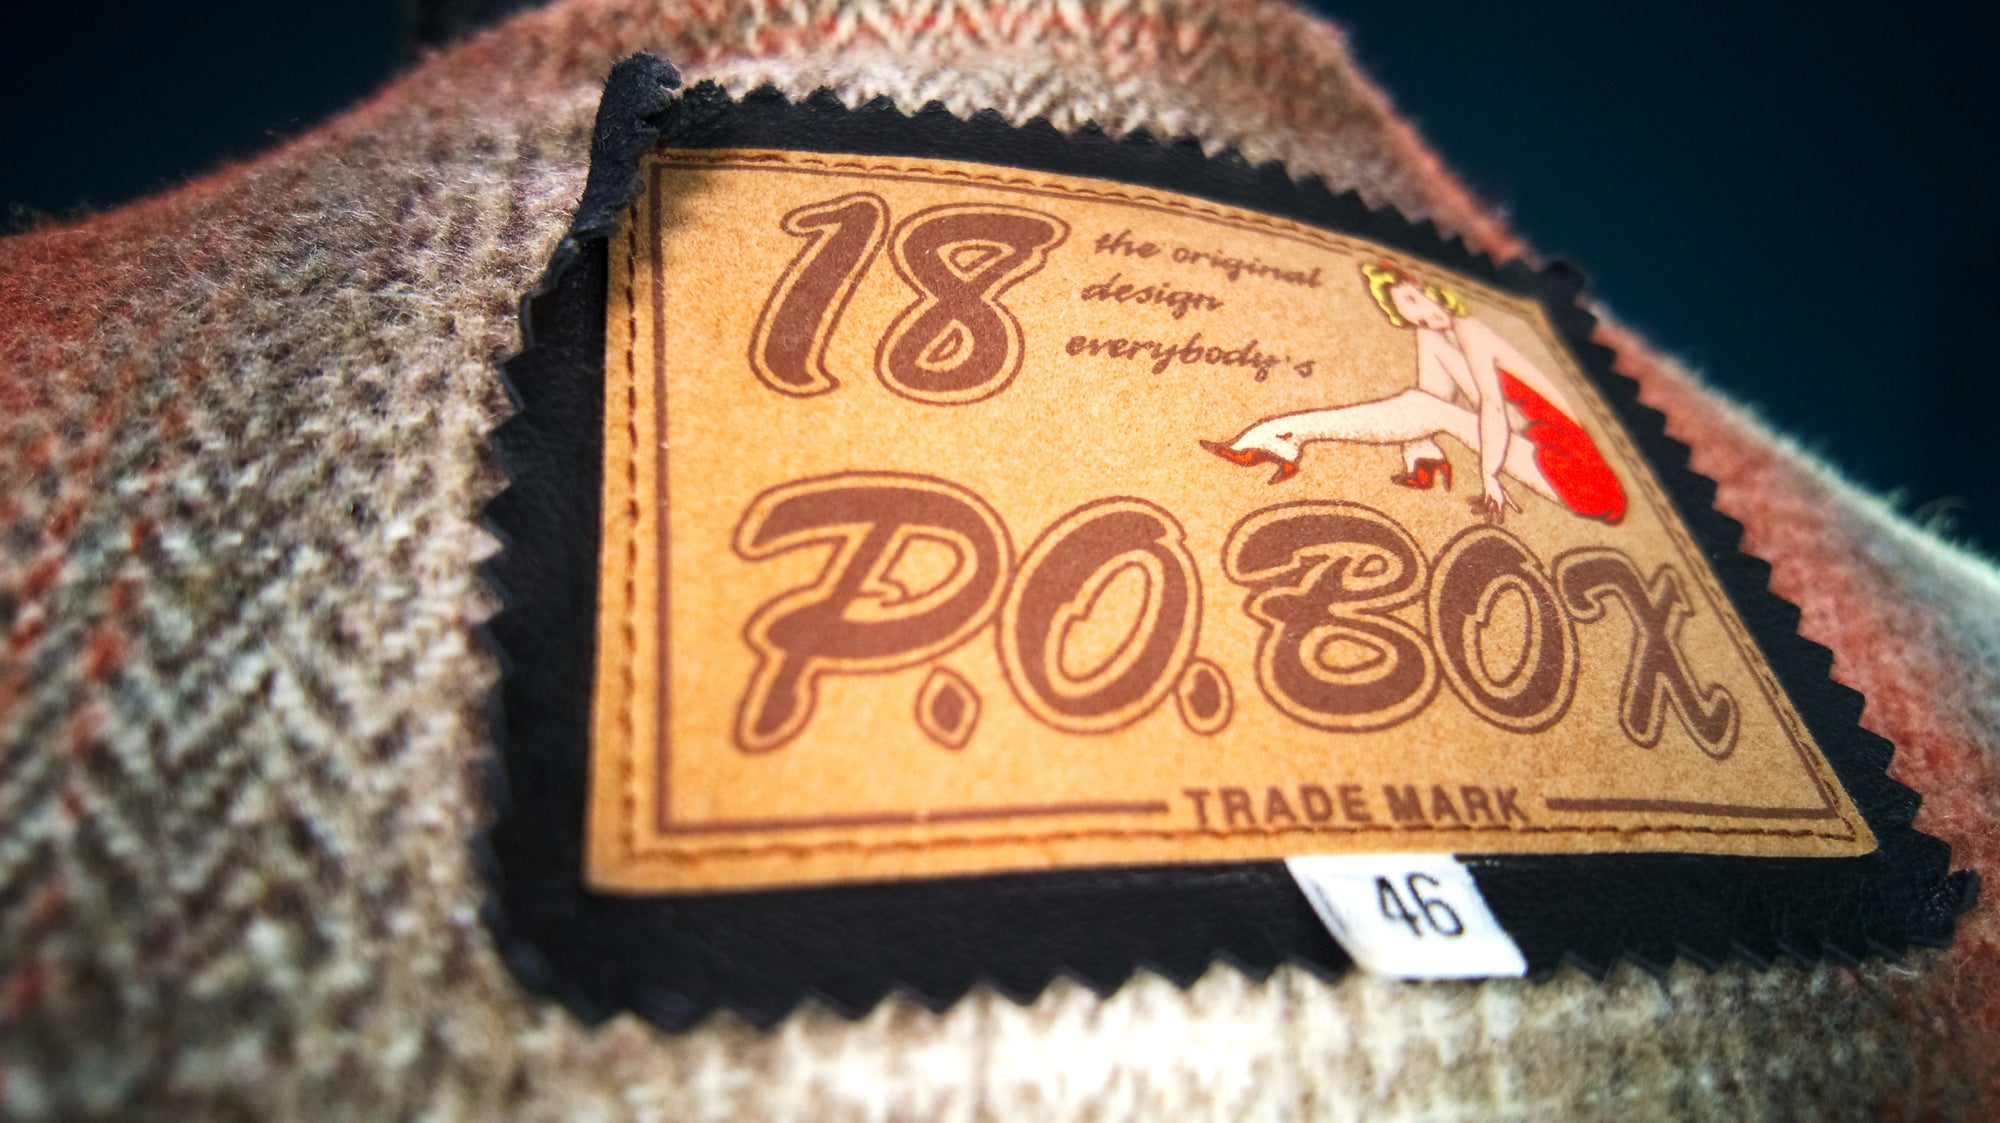 18
the original
design
everybody's
P.O.BOX
TRADE MARK
46